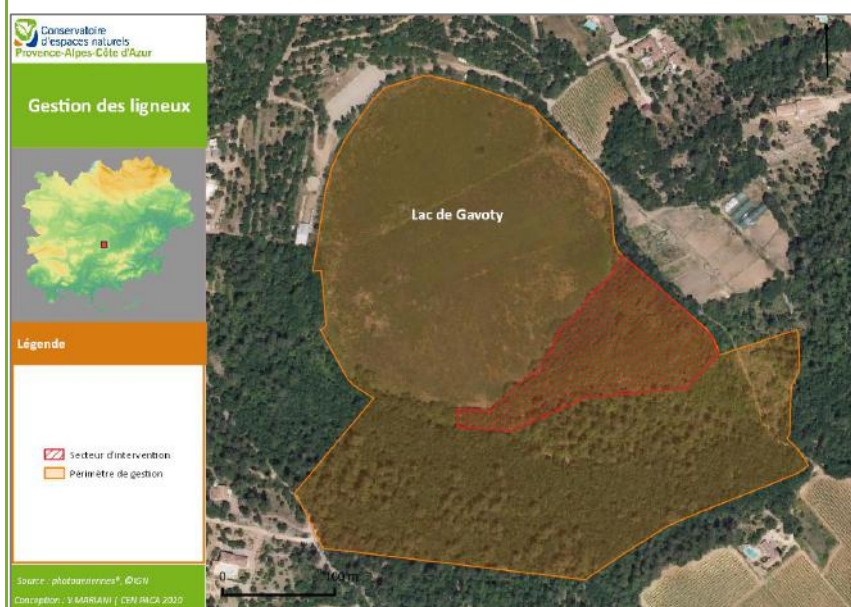 Conservatoire
d'espaces naturels
Provence-Alpes-Côte d'Azur
Gestion des ligneux
Lac de Gavoty
Légende
Secteur d'intervention
Périmètre de gestion
0 100 m
Source : photoaériennes®, ©IGN
Conception : V.MARIANI | CEN PACA 2020